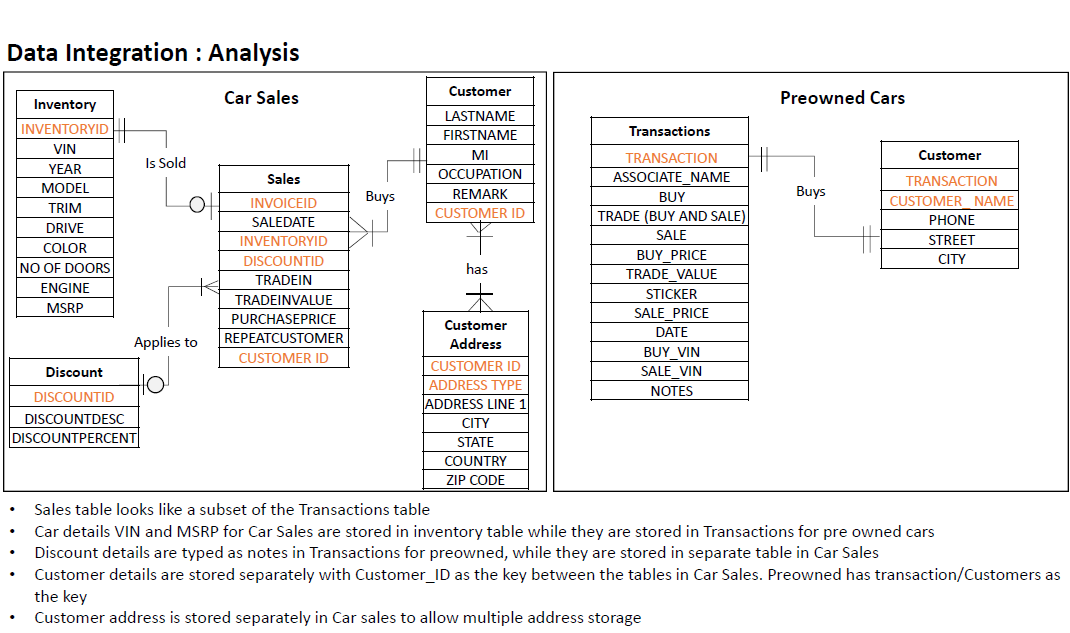 Data Integration : Analysis
Car Sales
Inventory
INVENTORYID
VIN
YEAR
MODEL
TRIM
DRIVE
COLOR
NO OF DOORS
ENGINE
MSRP
Is Sold
Sales
INVOICEID
SALEDATE
INVENTORYID
DISCOUNTID
TRADEIN
TRADEINVALUE
PURCHASEPRICE
REPEATCUSTOMER
CUSTOMER ID
Buys
Customer
LASTNAME
FIRSTNAME
MI
OCCUPATION
REMARK
CUSTOMER ID
has
Customer
Address
CUSTOMER ID
ADDRESS TYPE
ADDRESS LINE 1
CITY
STATE
COUNTRY
ZIP CODE
Applies to
Discount
DISCOUNTID
DISCOUNTDESC
DISCOUNTPERCENT
Preowned Cars
Transactions
TRANSACTION
ASSOCIATE_NAME
BUY
TRADE (BUY AND SALE)
SALE
BUY_PRICE
TRADE_VALUE
STICKER
SALE_PRICE
DATE
BUY_VIN
SALE_VIN
NOTES
Buys
Customer
TRANSACTION
CUSTOMER_ NAME
PHONE
STREET
CITY
• Sales table looks like a subset of the Transactions table
• Car details VIN and MSRP for Car Sales are stored in inventory table while they are stored in Transactions for pre owned cars
• Discount details are typed as notes in Transactions for preowned, while they are stored in separate table in Car Sales
• Customer details are stored separately with Customer_ID as the key between the tables in Car Sales. Preowned has transaction/Customers as
the key
• Customer address is stored separately in Car sales to allow multiple address storage